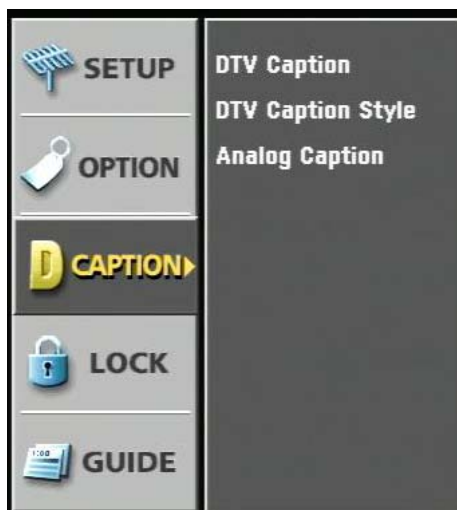 SETUP
OPTION
D CAPTION
LOCK
GUIDE
DTV Caption
DTV Caption Style
Analog Caption